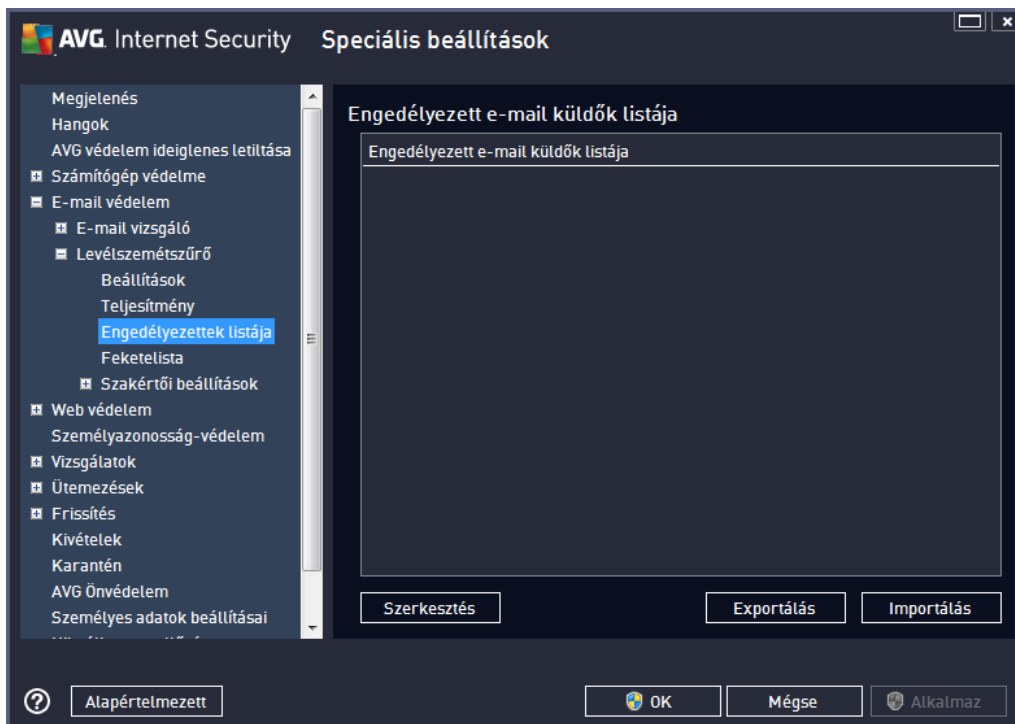 AVG. Internet Security Speciális beállítások
Megjelenés
Hangok
AVG védelem ideiglenes letiltása
Számítógép védelme
E-mail védelem
E-mail vizsgáló
Levélszemétszűrő
Beállítások
Teljesítmény
Engedélyezettek listája
Feketelista
Szakértői beállítások
Web védelem
Személyazonosság-védelem
Vizsgálatok
Ütemezések
Frissítés
Kivételek
Karantén
AVG Önvédelem
Személyes adatok beállításai
Engedélyezett e-mail küldők listája
Engedélyezett e-mail küldők listája
Szerkesztés Exportálás Importálás
Alapértelmezett OK Mégse Alkalmaz